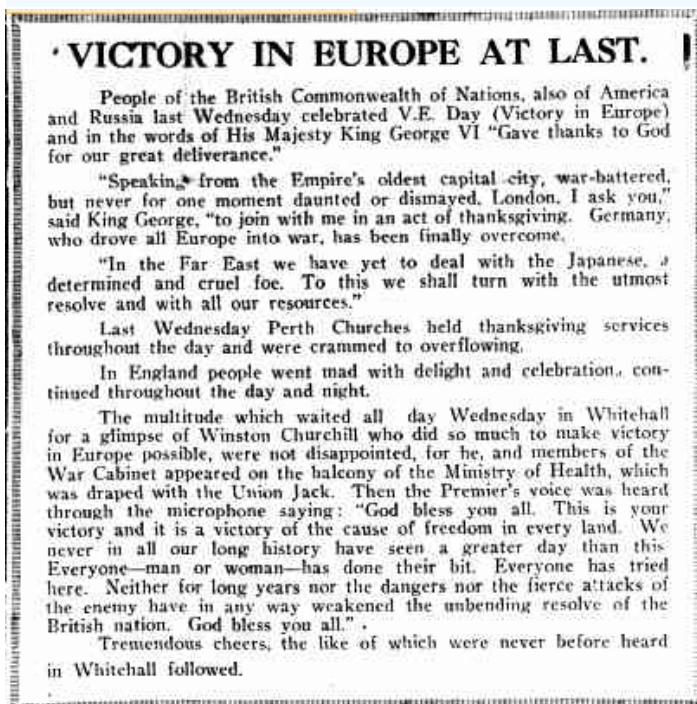 VICTORY IN EUROPE AT LAST.
People of the British Commonwealth of Nations, also of America
and Russia last Wednesday celebrated V.E. Day (Victory in Europe)
and in the words of His Majesty King George VI "Gave thanks to God
for our great deliverance."
"Speaking from the Empire's oldest capital city, war-battered,
but never for one moment daunted or dismayed, London, I ask you,"
said King George, "to join with me in an act of thanksgiving. Germany,
who drove all Europe into war, has been finally overcome.
"In the Far East we have yet to deal with the Japanese, a
determined and cruel foe. To this we shall turn with the utmost
resolve and with all our resources."
Last Wednesday Perth Churches held thanksgiving services
throughout the day and were crammed to overflowing.
In England people went mad with delight and celebration, con-
tinued throughout the day and night.
The multitude which waited all day Wednesday in Whitehall
for a glimpse of Winston Churchill who did so much to make victory
in Europe possible, were not disappointed, for he, and members of the
War Cabinet appeared on the balcony of the Ministry of Health, which
was draped with the Union Jack. Then the Premier's voice was heard
through the microphone saying: "God bless you all. This is your
victory and it is a victory of the cause of freedom in every land. We
never in all our long history have seen a greater day than this
Everyone—man or woman—has done their bit. Everyone has tried
here. Neither for long years nor the dangers nor the fierce attacks of
the enemy have in any way weakened the unbending resolve of the
British nation. God bless you all."
Tremendous cheers, the like of which were never before heard
in Whitehall followed.